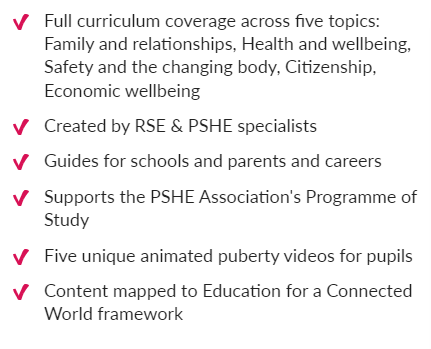 Full curriculum coverage across five topics:
Family and relationships, Health and wellbeing,
Safety and the changing body, Citizenship,
Economic wellbeing
Created by RSE & PSHE specialists
Guides for schools and parents and careers
Supports the PSHE Association's Programme of
Study
Five unique animated puberty videos for pupils
Content mapped to Education for a Connected
World framework